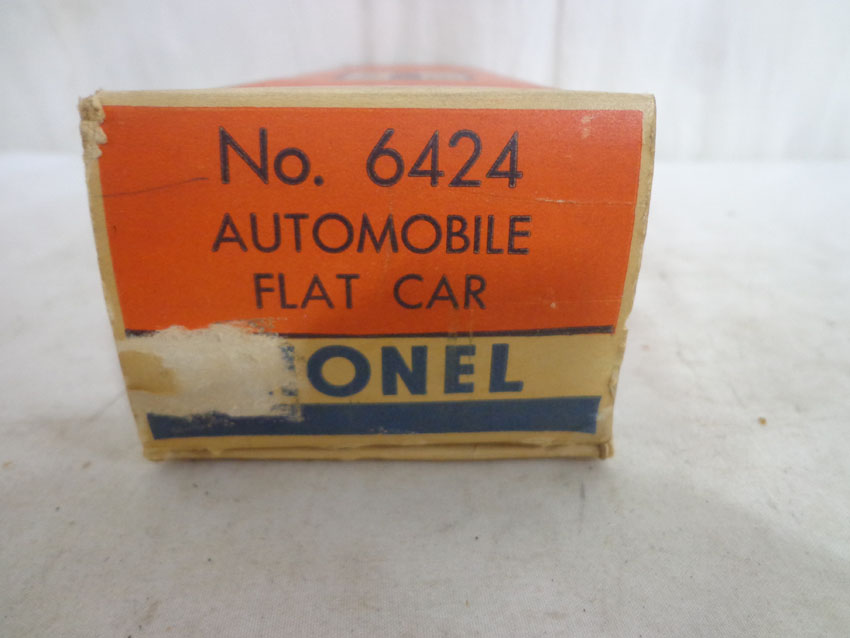 No. 6424
AUTOMOBILE
FLAT CAR
ONEL